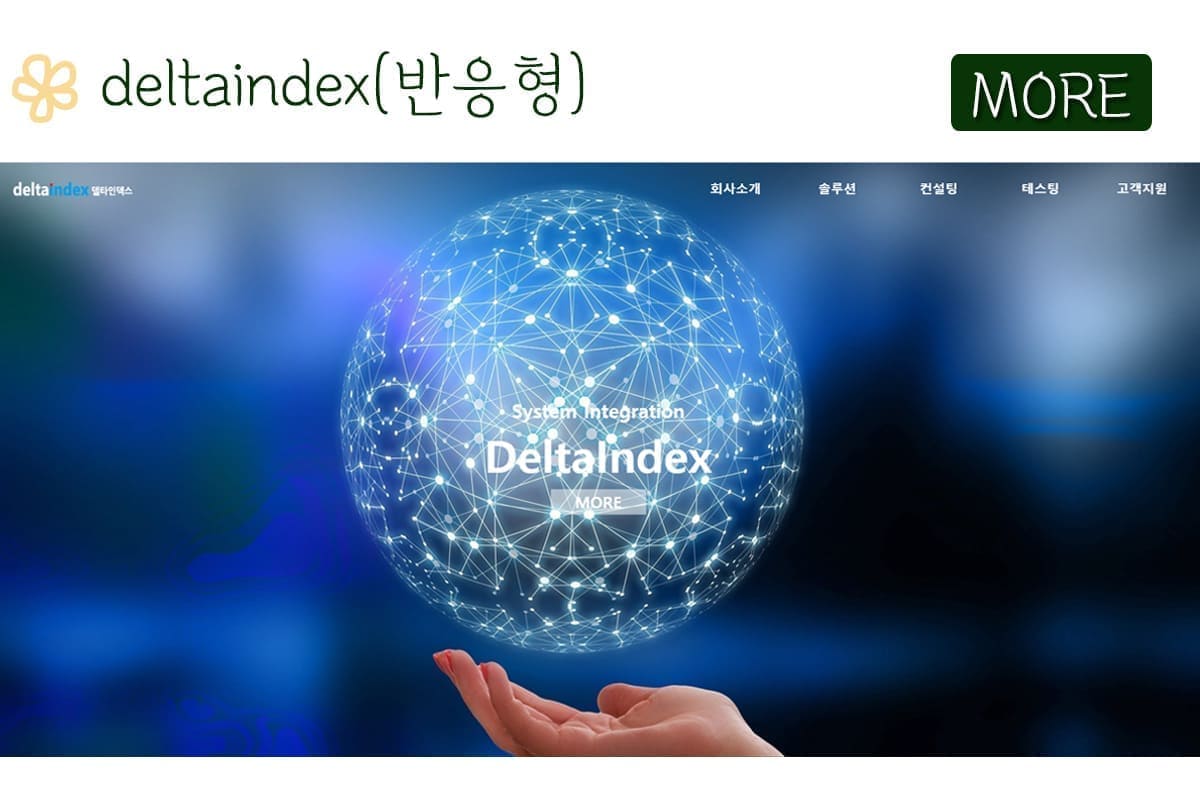 deltaindex(반응형)
MORE
deltaindex 델타인덱스
회사소개 솔루션 컨설팅 테스팅 고객지원
System Integration
DeltaIndex
MORE